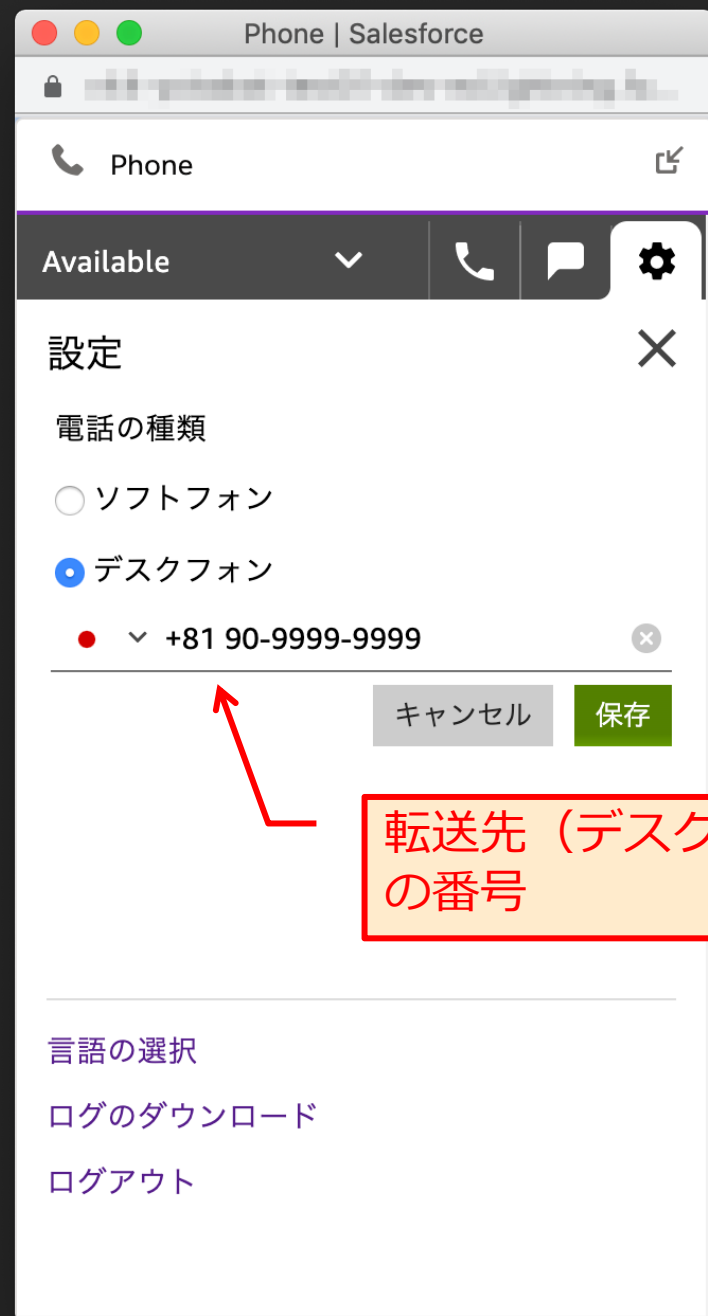 Phone | Salesforce
Phone
Available
設定
電話の種類
ソフトフォン
デスクフォン
+81 90-9999-9999
キャンセル
保存
転送先（デスク
の番号
言語の選択
ログのダウンロード
ログアウト